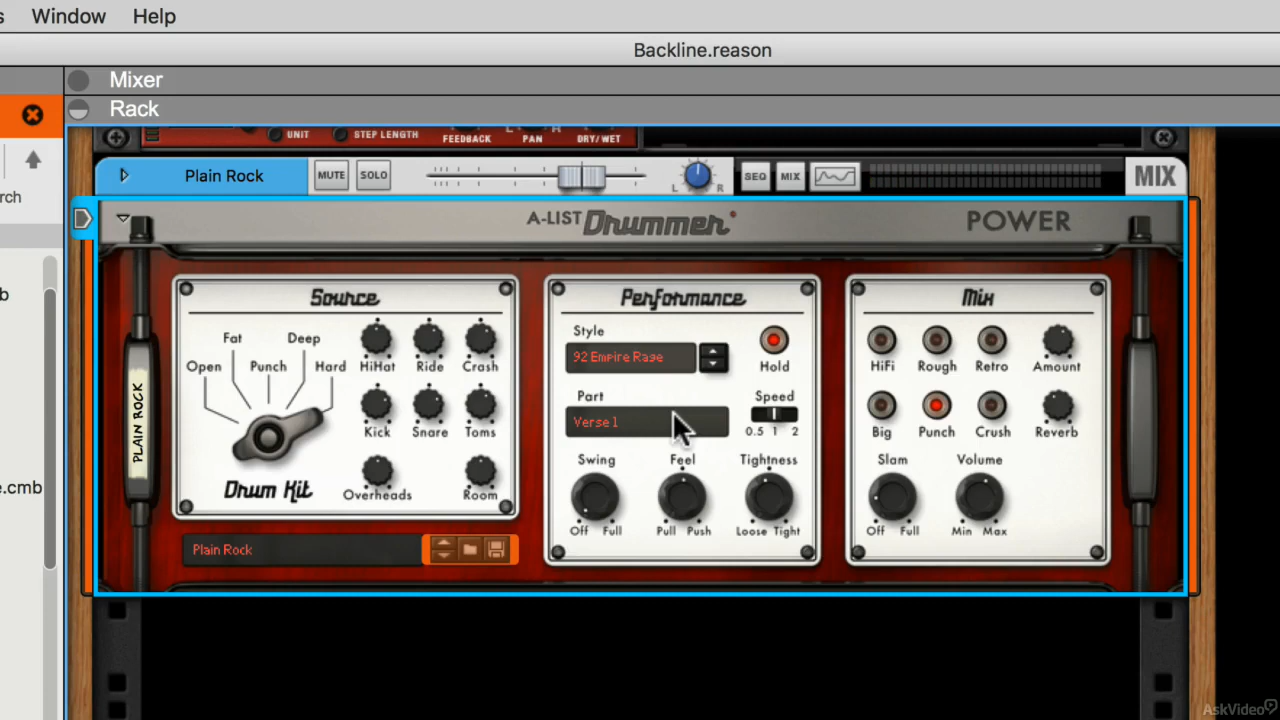 s Window Help
Backline.reason
Mixer
Rack
UNIT STEP LENGTH FEEDBACK L PAN R DRY/WET
rch
Plain Rock MUTE SOLO L R SEQ MIX MIX
A-LIST Drummer POWER
b
Source
Fat Deep
Open Punch Hard
HiHat Ride Crash
Kick Snare Toms
Overheads Room
Drum Kit
PLAIN ROCK
e.cmb
Plain Rock
Performance
Style
92 Empire Rage
Hold
Part
Verse 1
Speed
0.5 1 2
Swing Feel Tightness
Off Full Pull Push Loose Tight
Mix
HiFi Rough Retro Amount
Big Punch Crush Reverb
Slam Volume
Off Full Min Max
AskVideo